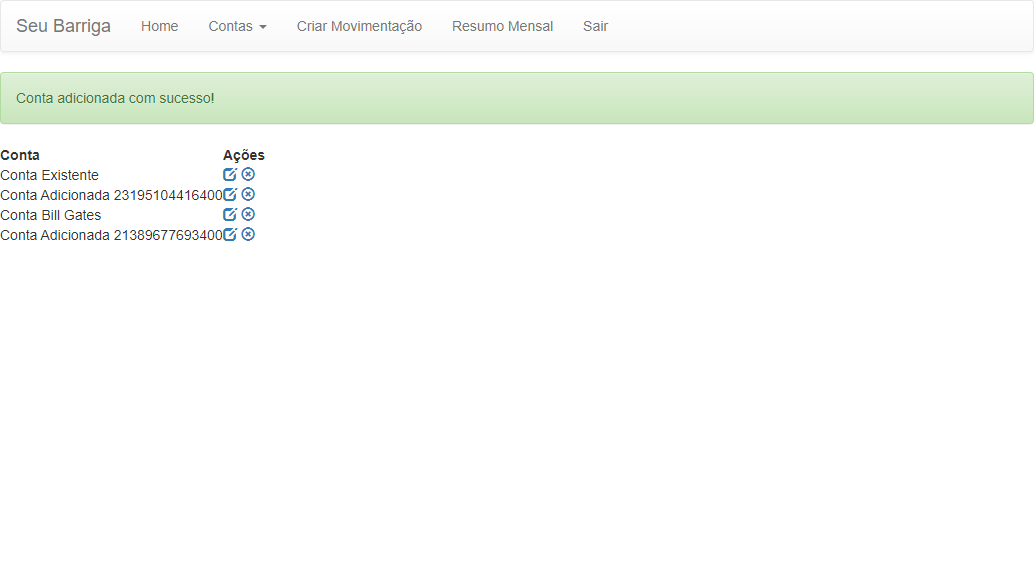 Seu Barriga Home Contas Criar Movimentação Resumo Mensal Sair
Conta adicionada com sucesso!
Conta Ações
Conta Existente
Conta Adicionada 23195104416400
Conta Bill Gates
Conta Adicionada 21389677693400